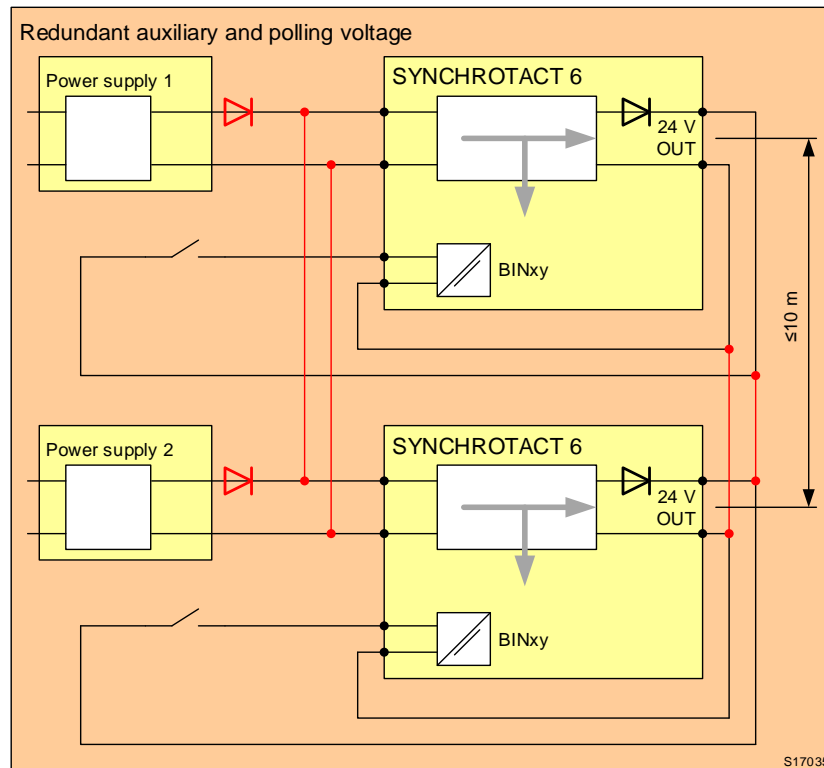 Redundant auxiliary and polling voltage
Power supply 1
SYNCHROTACT 6
24 V
OUT
BINxy
≤10 m
Power supply 2
SYNCHROTACT 6
24 V
OUT
BINxy
S17035